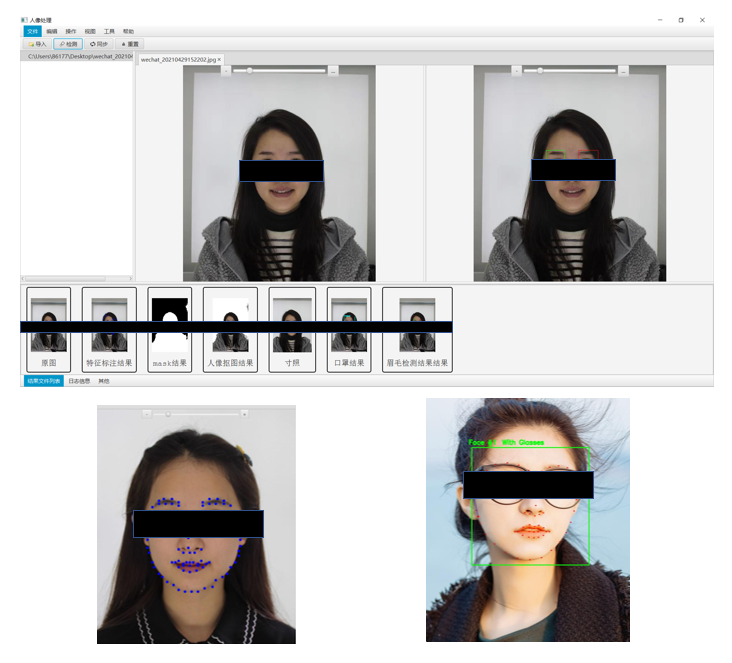 人像处理
文件 编辑 操作 视图 工具 帮助
导入 检测 同步 重置
C:\Users\86177\Desktop\wechat_20210
wechat_20210429152202.jpg ×
原图 特征标注结果 mask结果 人像抠图结果 寸照 口罩结果 眉毛检测结果结果
结果文件列表 日志信息 其他
Face #1 With Glasses